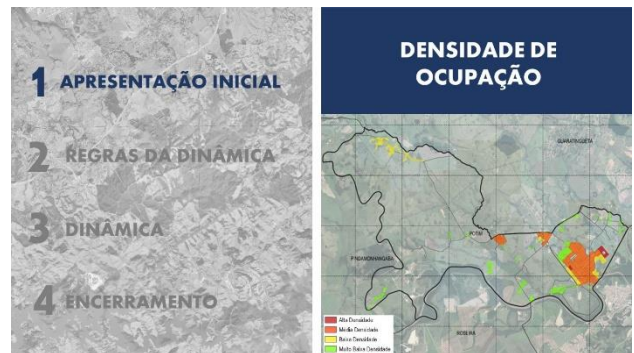 1 APRESENTAÇÃO INICIAL
2 REGRAS DA DINÂMICA
3 DINÂMICA
4 ENCERRAMENTO
DENSIDADE DE
OCUPAÇÃO
GUARATINGUETÁ
POTIM
PINDAMONHANGABA
ROSEIRA
Alta Densidade
Média Densidade
Baixa Densidade
Muito Baixa Densidade